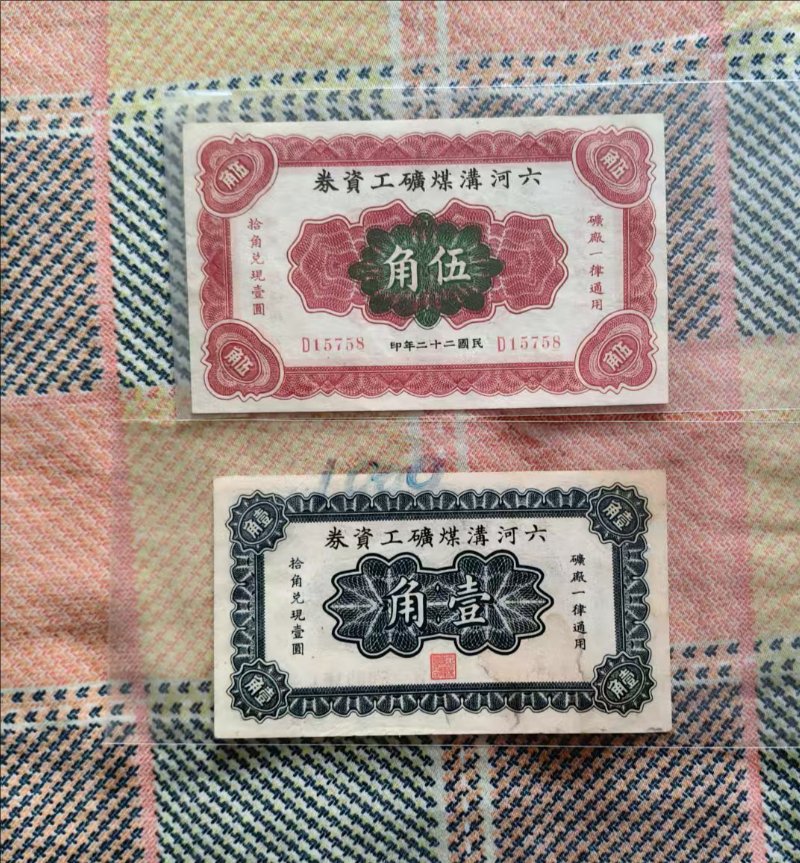 伍角
伍角
六河溝煤礦工資券
礦廠一律通用
伍角
拾角兌現壹圓
D15758
民國二十二年印
D15758
伍角
伍角
壹角
壹角
六河溝煤礦工資券
礦廠一律通用
壹角
拾角兌現壹圓
壹角
壹角